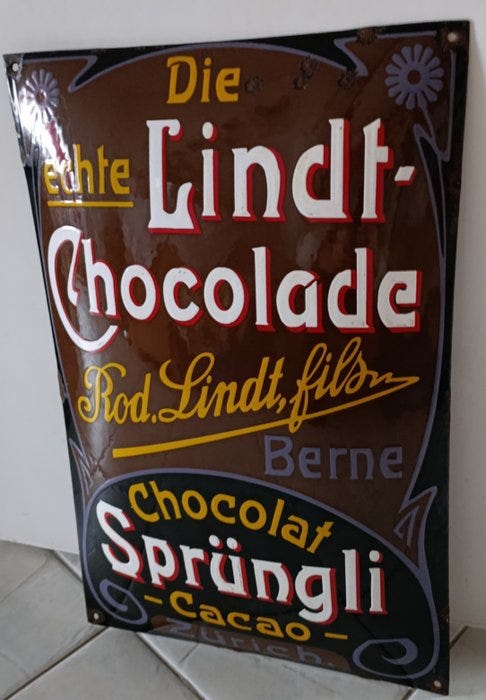 Die
echte Lindt-
Chocolade
Rod. Lindt, fils
Berne
Chocolat
Sprüngli
- Cacao -
Zürich.